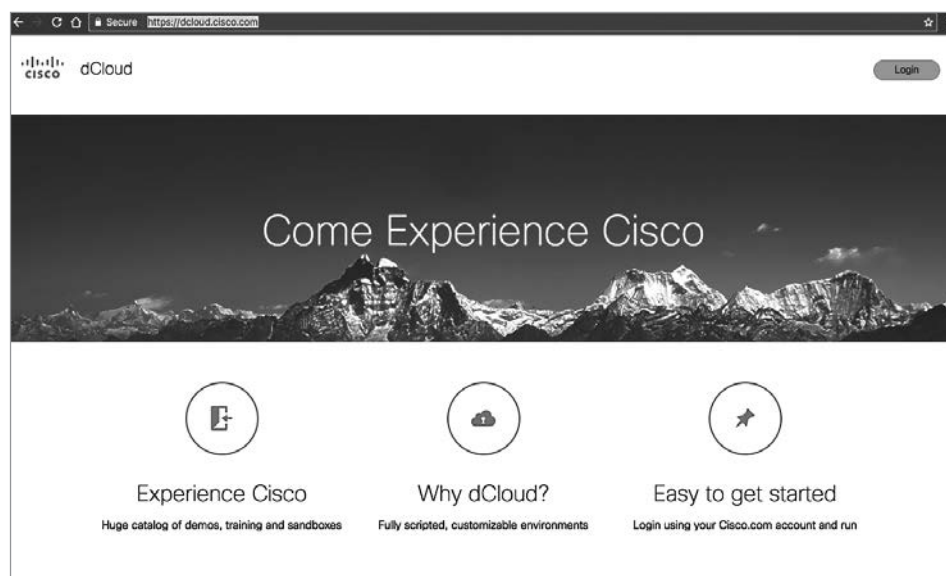 Secure https://dcloud.cisco.com
CISCO dCloud
Login
Come Experience Cisco
Experience Cisco
Huge catalog of demos, training and sandboxes
Why dCloud?
Fully scripted, customizable environments
Easy to get started
Login using your Cisco.com account and run